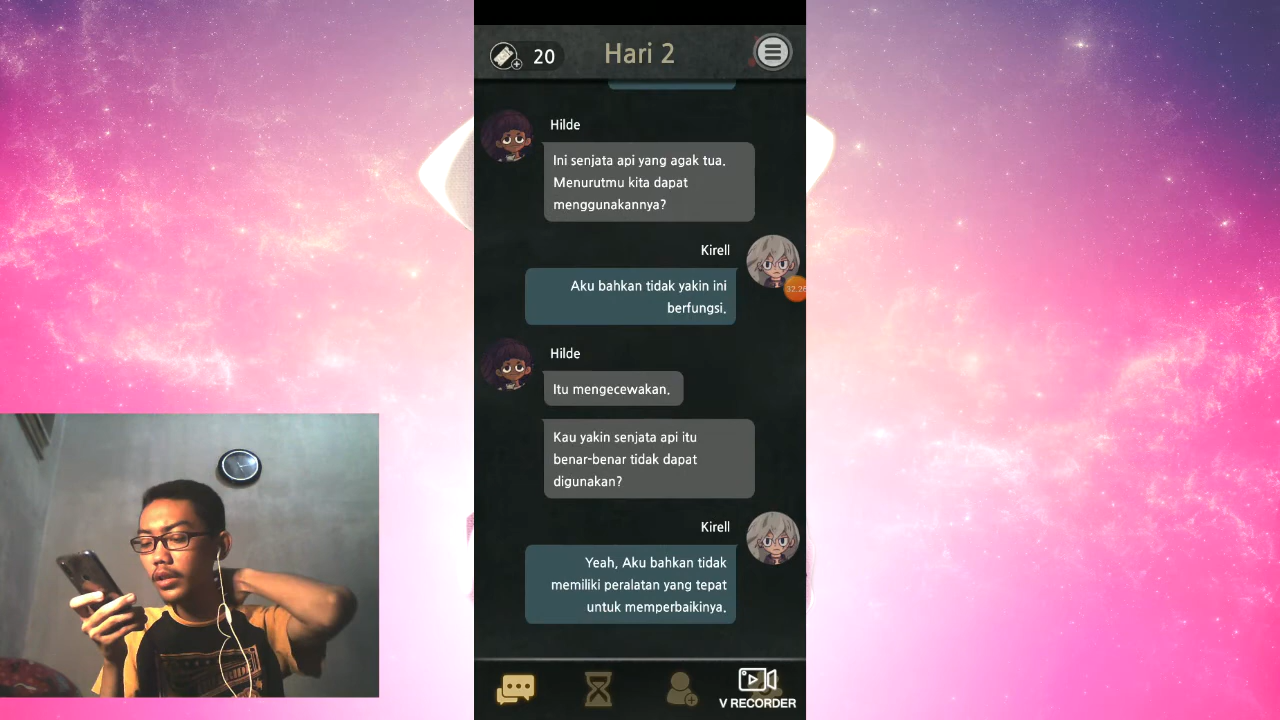 20
Hari 2
Hilde
Ini senjata api yang agak tua.
Menurutmu kita dapat
menggunakannya?
Kirell
Aku bahkan tidak yakin ini
berfungsi.
32:26
Hilde
Itu mengecewakan.
Kau yakin senjata api itu
benar-benar tidak dapat
digunakan?
Kirell
Yeah, Aku bahkan tidak
memiliki peralatan yang tepat
untuk memperbaikinya.
V RECORDER